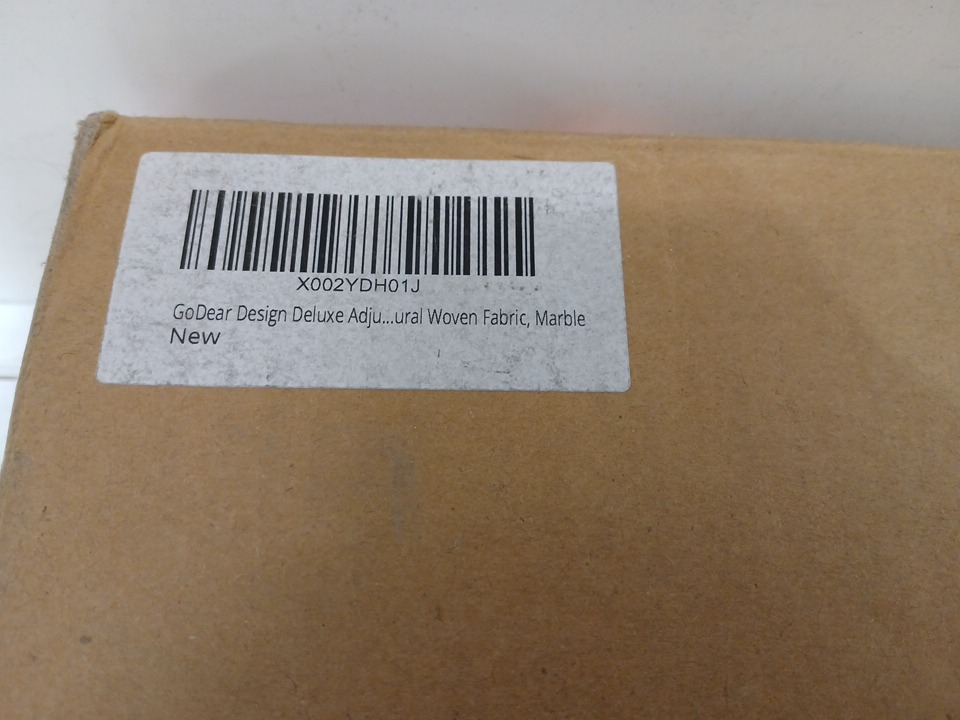 X002YDH01J
GoDear Design Deluxe Adju...ural Woven Fabric, Marble
New